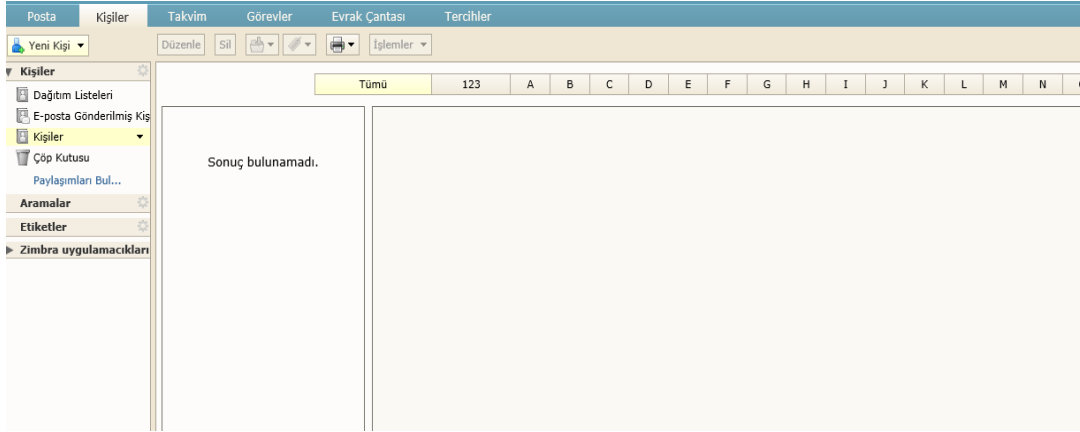 Posta Kişiler Takvim Görevler Evrak Çantası Tercihler
Yeni Kişi Düzenle Sil İşlemler
Kişiler
Tümü 123 A B C D E F G H I J K L M N
Dağıtım Listeleri
E-posta Gönderilmiş Kiş
Kişiler
Çöp Kutusu
Sonuç bulunamadı.
Paylaşımları Bul...
Aramalar
Etiketler
Zimbra uygulamacıkları